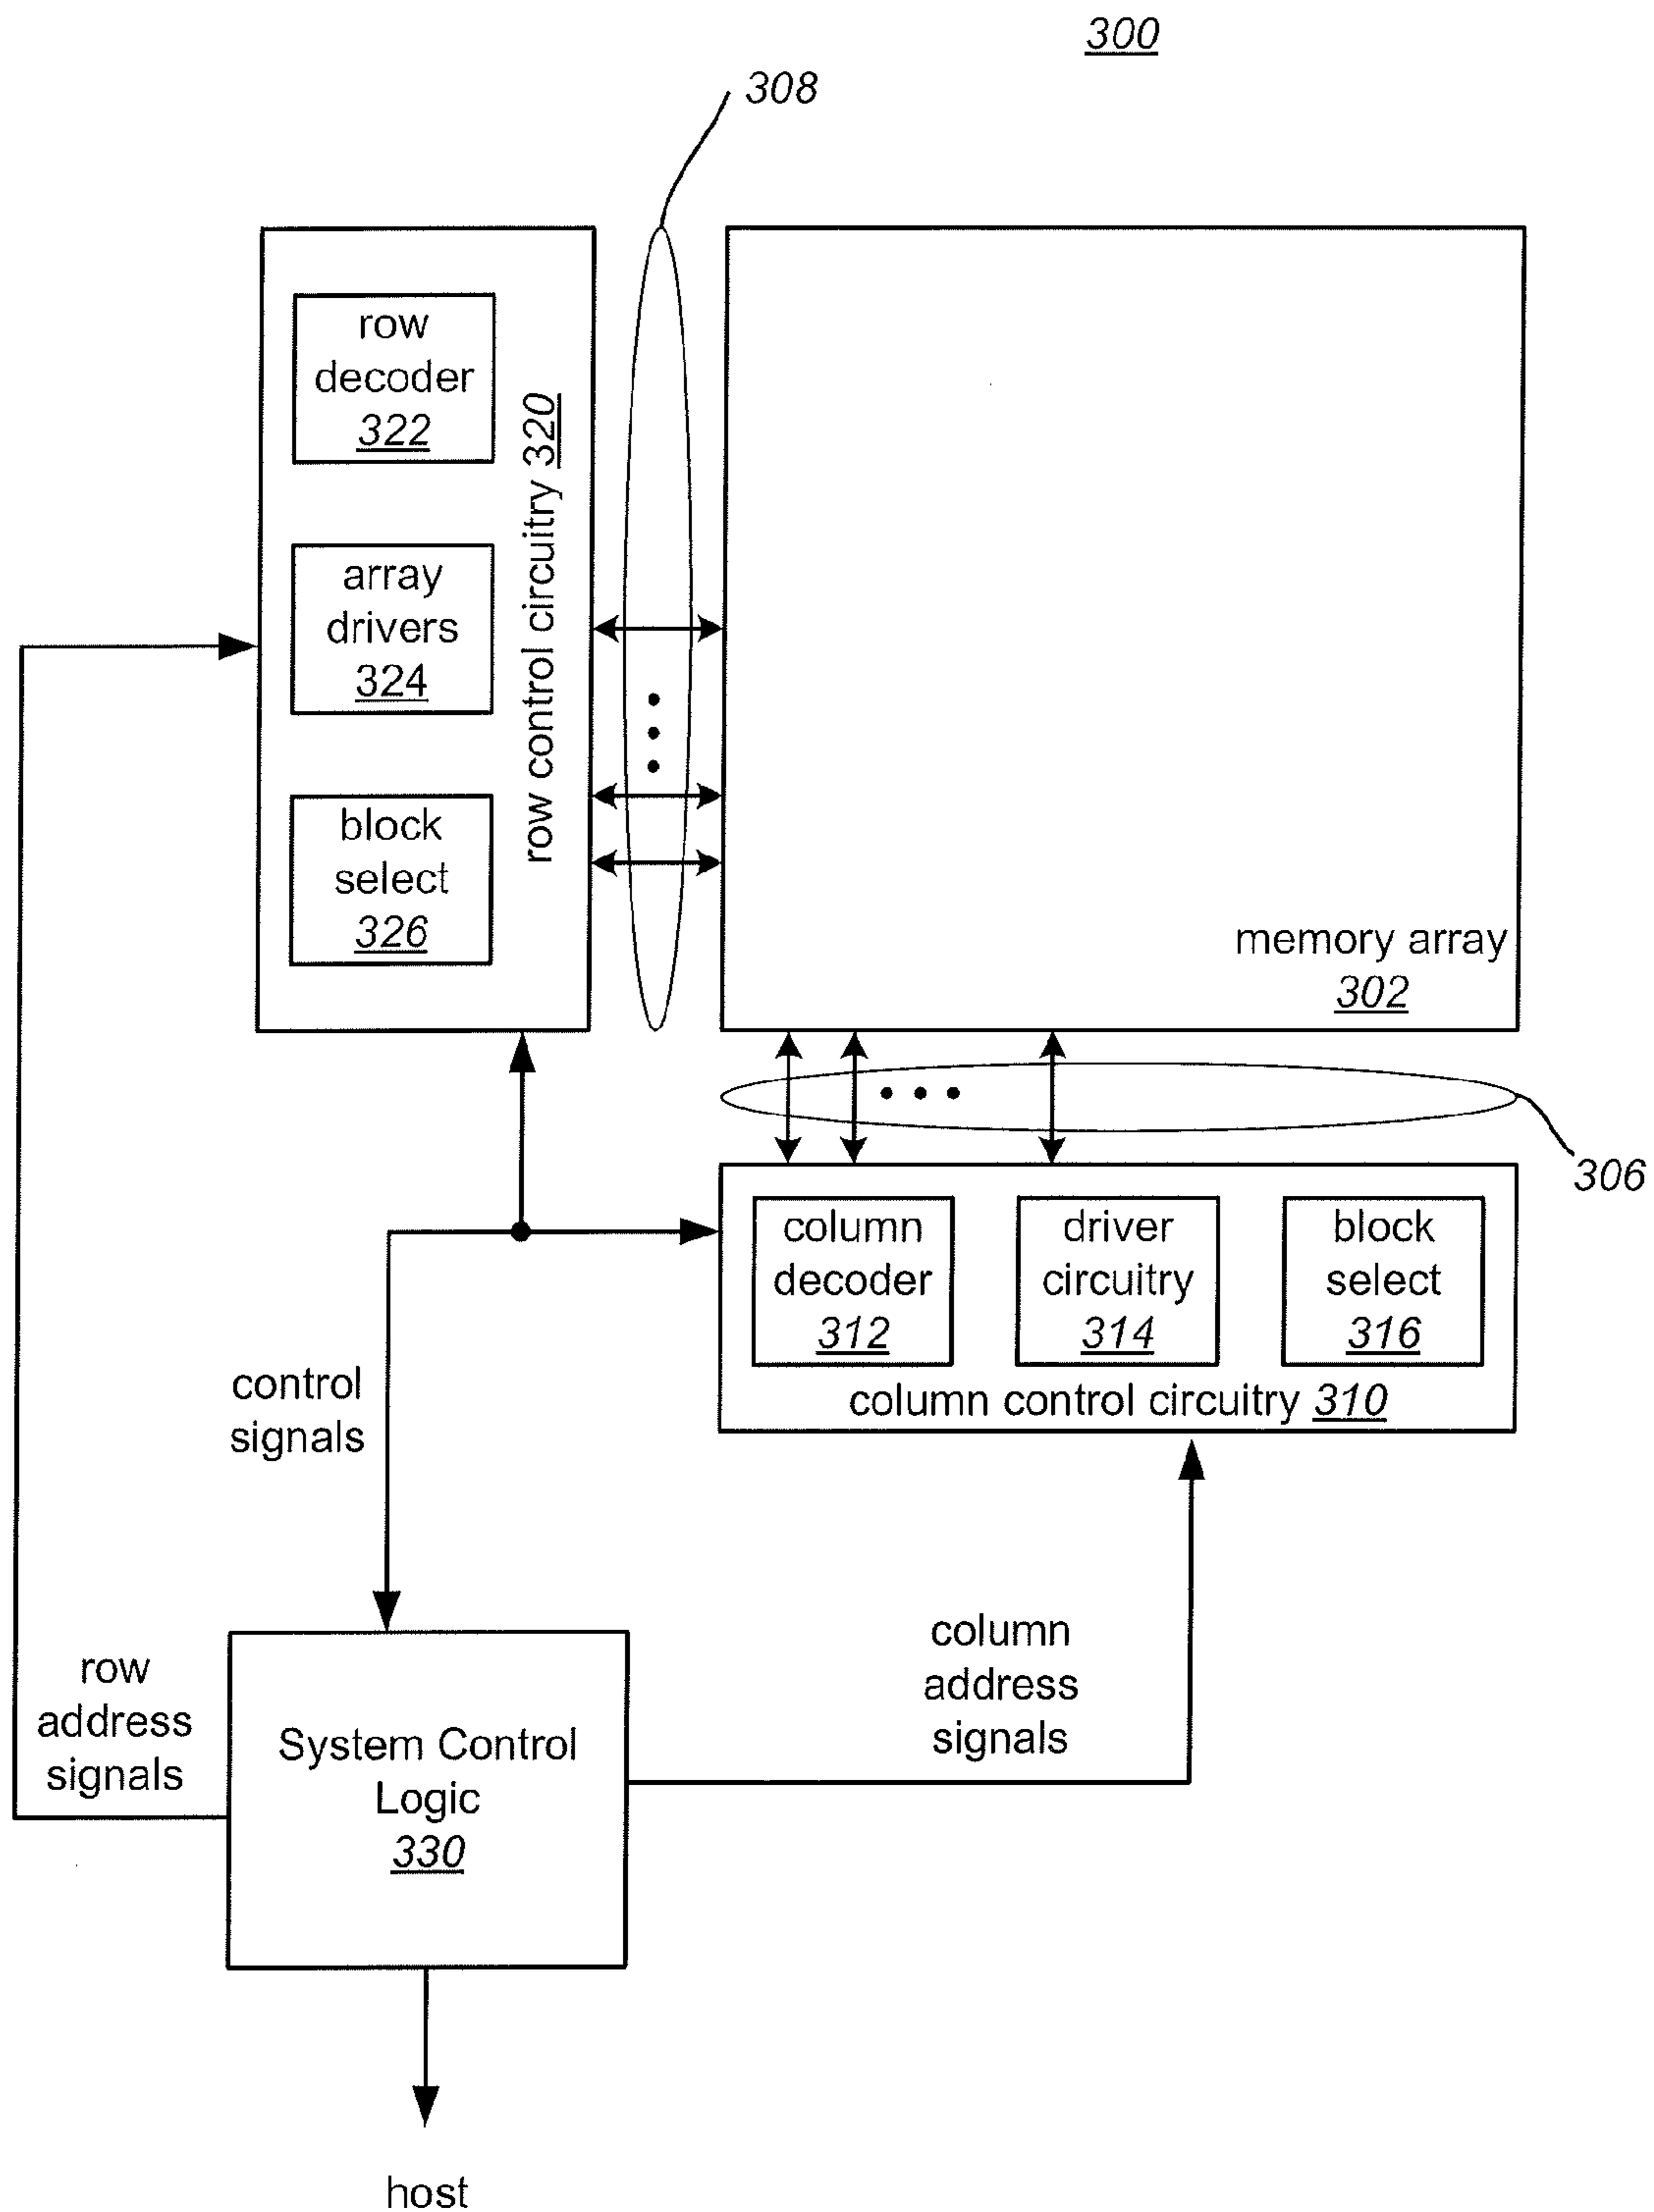 300
308
row
decoder
322
array
drivers
324
block
select
326
row control circuitry 320
memory array
302
306
column
decoder
312
driver
circuitry
314
block
select
316
column control circuitry 310
control
signals
row
address
signals
System Control
Logic
330
column
address
signals
host